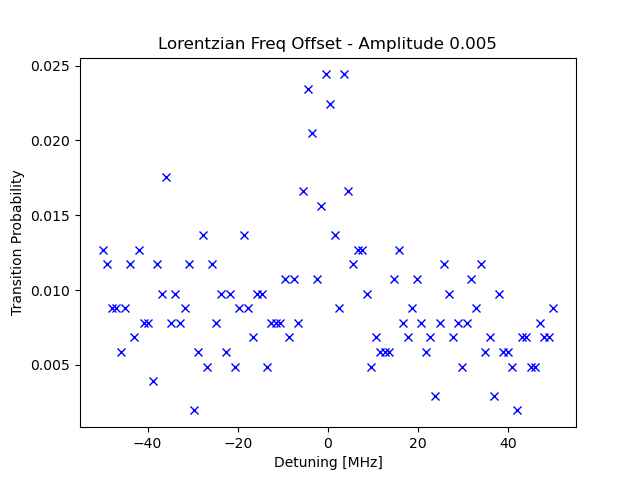 Lorentzian Freq Offset - Amplitude 0.005
0.025
0.020
0.015
0.010
0.005
Transition Probability
−40 −20 0 20 40
Detuning [MHz]